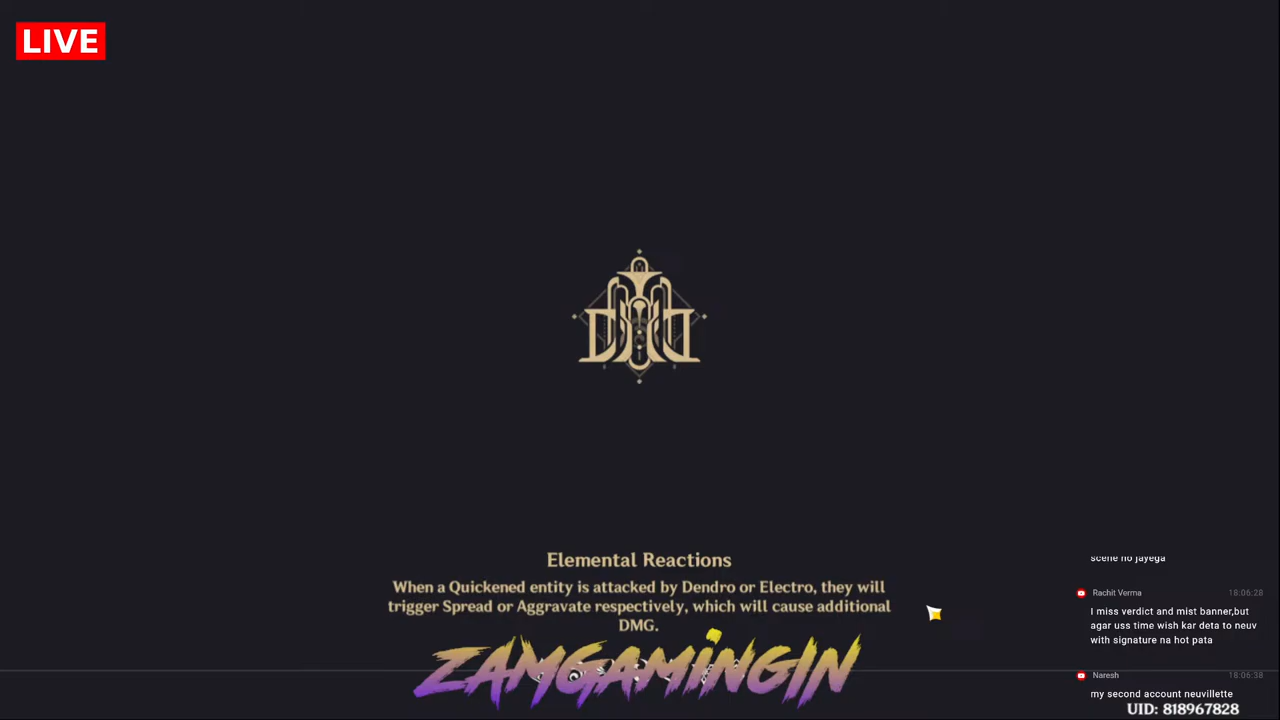 LIVE
Elemental Reactions
When a Quickened entity is attacked by Dendro or Electro, they will
trigger Spread or Aggravate respectively, which will cause additional
DMG.
ZAMGAMINGIN
scene ho jayega
Rachit Verma 18:06:28
I miss verdict and mist banner,but
agar uss time wish kar deta to neuv
with signature na hot pata
Naresh 18:06:38
my second account neuvillette
UID: 818967828